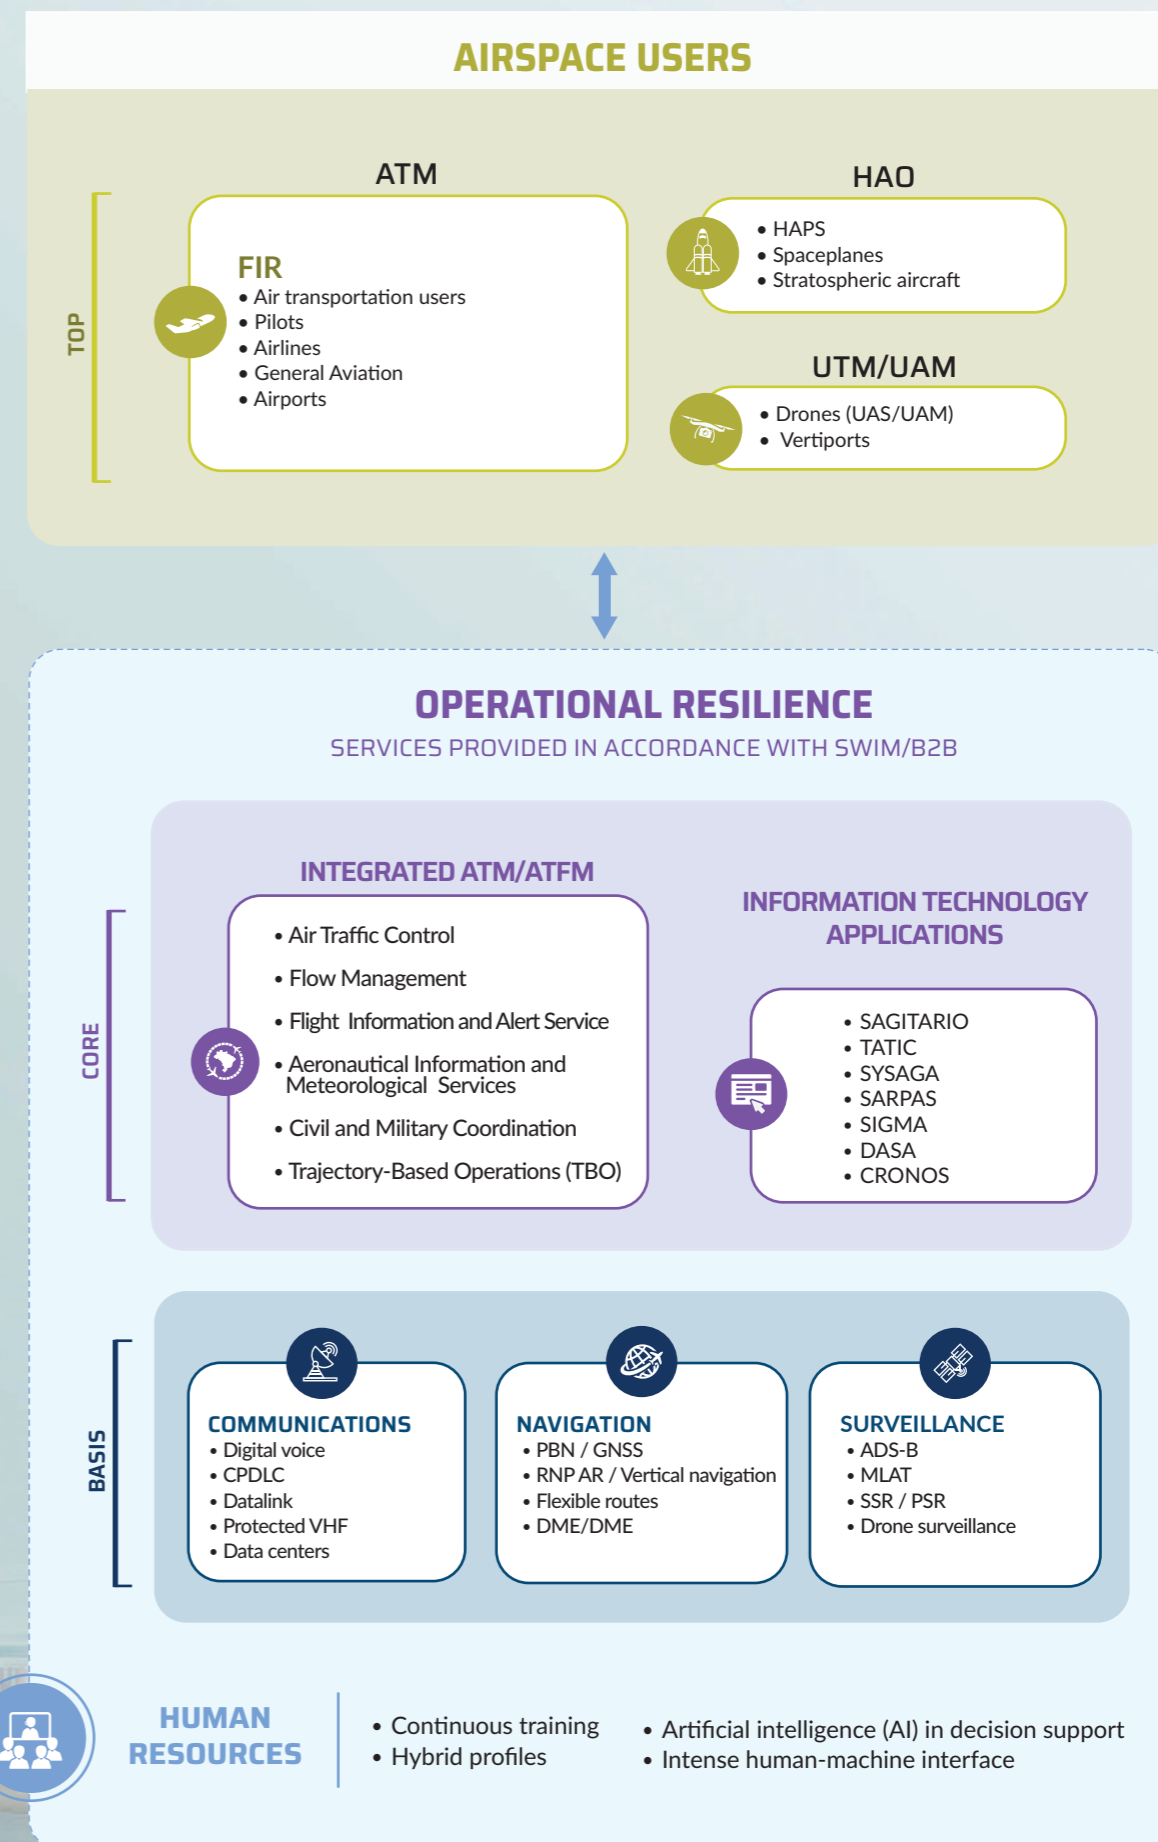 AIRSPACE USERS
TOP
ATM
FIR
• Air transportation users
• Pilots
• Airlines
• General Aviation
• Airports
HAO
• HAPS
• Spaceplanes
• Stratospheric aircraft
UTM/UAM
• Drones (UAS/UAM)
• Vertiports
OPERATIONAL RESILIENCE
SERVICES PROVIDED IN ACCORDANCE WITH SWIM/B2B
CORE
INTEGRATED ATM/ATFM
• Air Traffic Control
• Flow Management
• Flight Information and Alert Service
• Aeronautical Information and
Meteorological Services
• Civil and Military Coordination
• Trajectory-Based Operations (TBO)
INFORMATION TECHNOLOGY
APPLICATIONS
• SAGITARIO
• TATIC
• SYSAGA
• SARPAS
• SIGMA
• DASA
• CRONOS
BASIS
COMMUNICATIONS
• Digital voice
• CPDLC
• Datalink
• Protected VHF
• Data centers
NAVIGATION
• PBN / GNSS
• RNP AR / Vertical navigation
• Flexible routes
• DME/DME
SURVEILLANCE
• ADS-B
• MLAT
• SSR / PSR
• Drone surveillance
HUMAN
RESOURCES
• Continuous training
• Hybrid profiles
• Artificial intelligence (AI) in decision support
• Intense human-machine interface